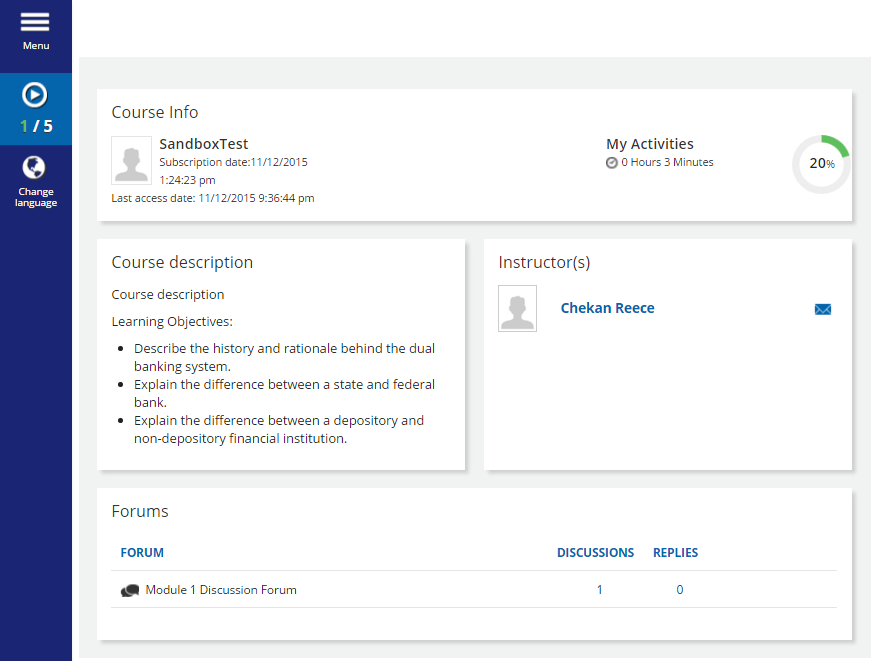 Menu
1 / 5
Change
language
Course Info
SandboxTest
Subscription date:11/12/2015
1:24:23 pm
Last access date: 11/12/2015 9:36:44 pm
My Activities
0 Hours 3 Minutes
20%
Course description
Course description
Learning Objectives:
Describe the history and rationale behind the dual
banking system.
Explain the difference between a state and federal
bank.
Explain the difference between a depository and
non-depository financial institution.
Instructor(s)
Chekan Reece
Forums
FORUM DISCUSSIONS REPLIES
Module 1 Discussion Forum 1 0